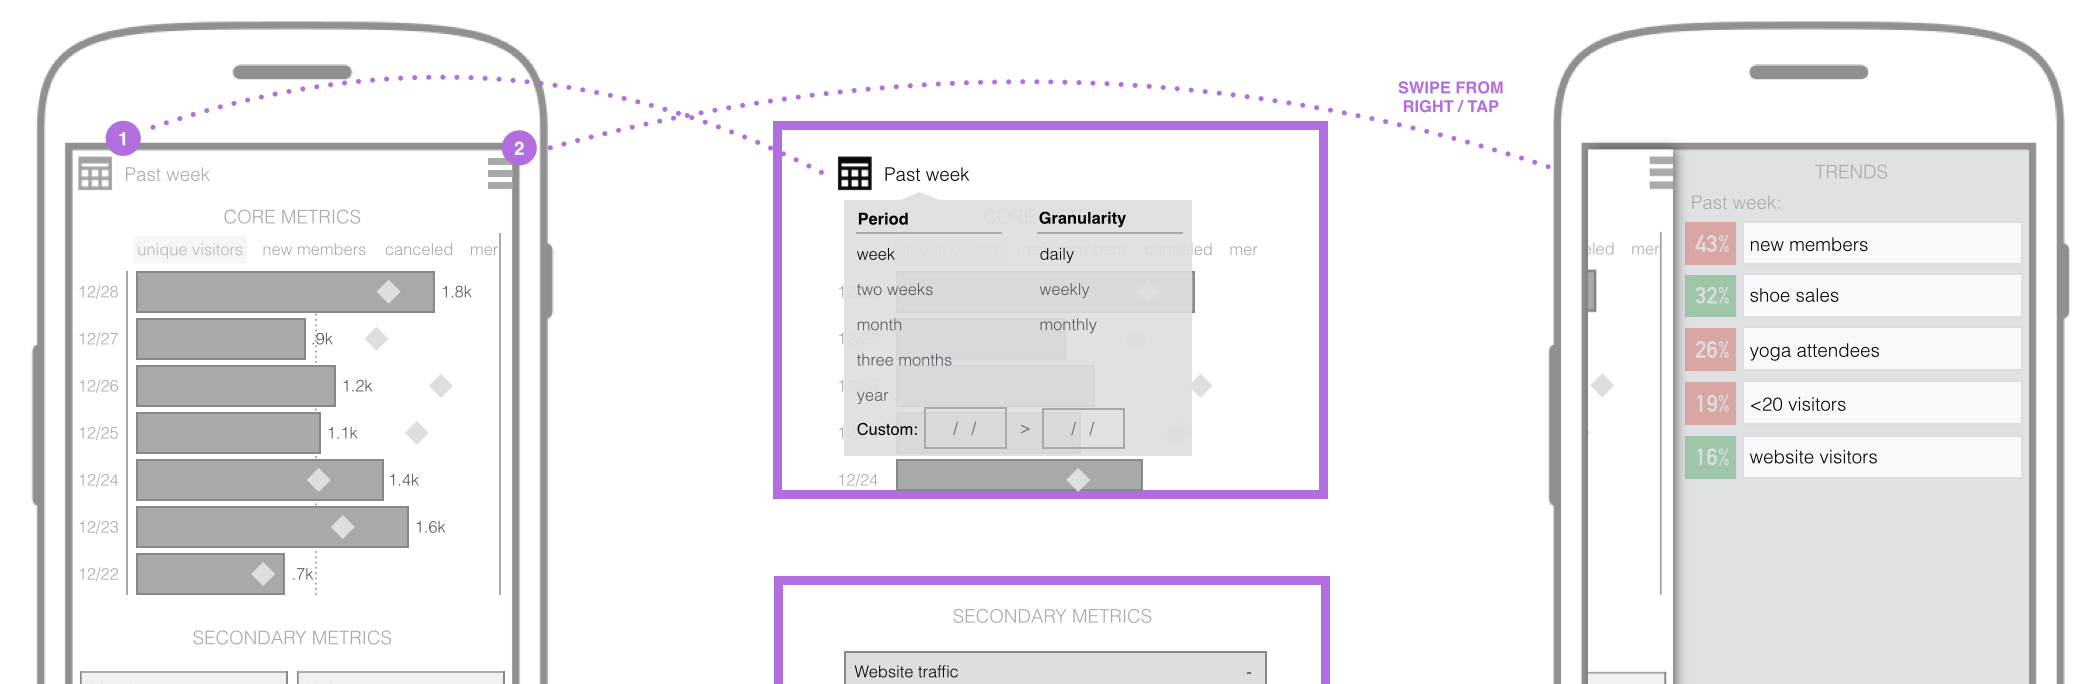 1
2
Past week
CORE METRICS
unique visitors new members canceled mer
12/28 1.8k
12/27 .9k
12/26 1.2k
12/25 1.1k
12/24 1.4k
12/23 1.6k
12/22 .7k
SECONDARY METRICS
Past week
Period Granularity
week daily
two weeks weekly
month monthly
three months
year
Custom: / / > / /
mer
12/24
SECONDARY METRICS
Website traffic -
SWIPE FROM
RIGHT / TAP
mer
TRENDS
Past week:
43% new members
32% shoe sales
26% yoga attendees
19% <20 visitors
16% website visitors